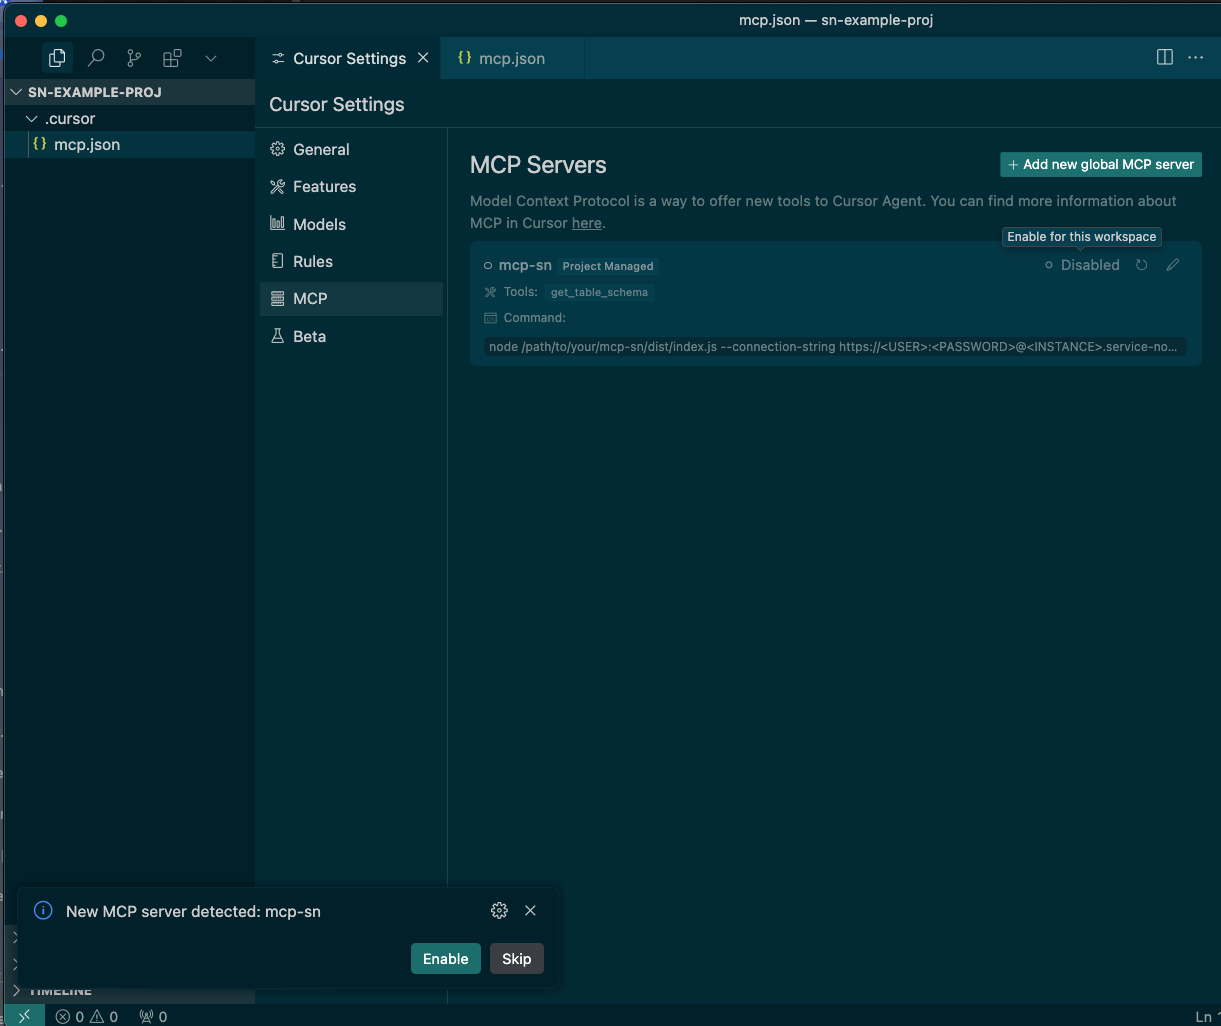 mcp.json — sn-example-proj
Cursor Settings
{} mcp.json
SN-EXAMPLE-PROJ
.cursor
{} mcp.json
Cursor Settings
General
Features
Models
Rules
MCP
Beta
MCP Servers
+ Add new global MCP server
Model Context Protocol is a way to offer new tools to Cursor Agent. You can find more information about
MCP in Cursor here.
Enable for this workspace
mcp-sn Project Managed
Disabled
Tools: get_table_schema
Command:
node /path/to/your/mcp-sn/dist/index.js --connection-string https://<USER>:<PASSWORD>@<INSTANCE>.service-no...
New MCP server detected: mcp-sn
Enable
Skip
TIMELINE
0 0 0
Ln